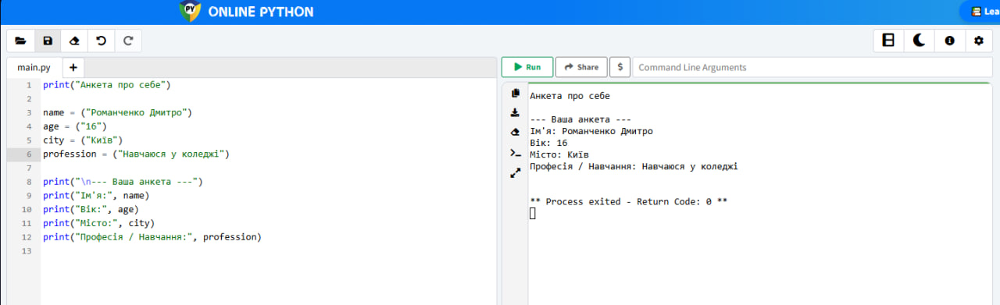 PY ONLINE PYTHON
Lea
main.py +
Run Share $ Command Line Arguments
1 print("Анкета про себе")
2
3 name = ("Романченко Дмитро")
4 age = ("16")
5 city = ("Київ")
6 profession = ("Навчаюся у коледжі")
7
8 print("\n--- Ваша анкета ---")
9 print("Ім'я:", name)
10 print("Вік:", age)
11 print("Місто:", city)
12 print("Професія / Навчання:", profession)
13
Анкета про себе
--- Ваша анкета ---
Ім'я: Романченко Дмитро
Вік: 16
Місто: Київ
Професія / Навчання: Навчаюся у коледжі
** Process exited - Return Code: 0 **